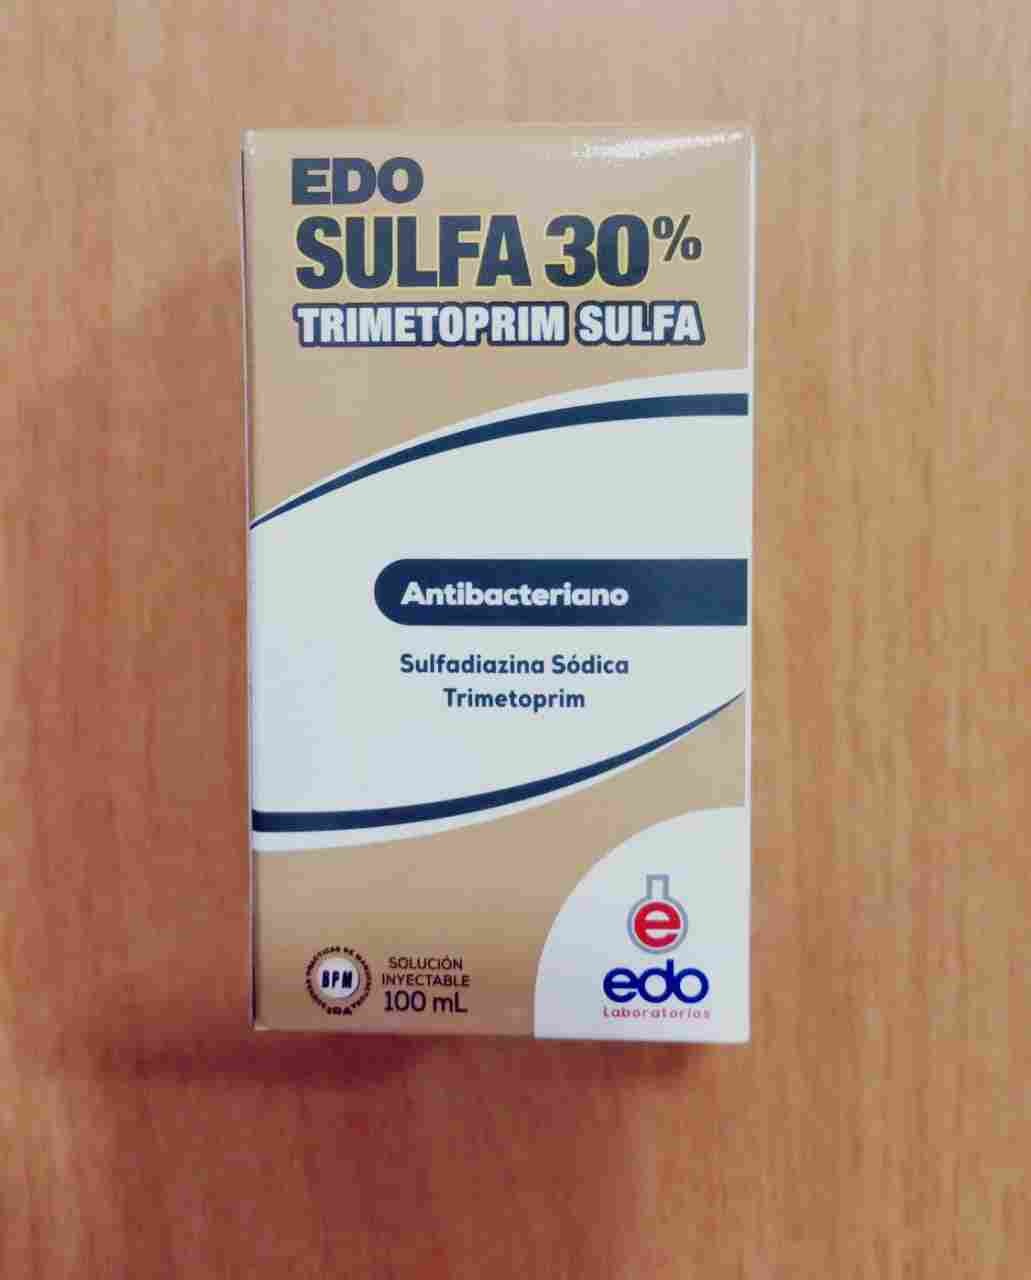 EDO
SULFA 30%
TRIMETOPRIM SULFA
Antibacteriano
Sulfadiazina Sódica
Trimetoprim
BPM
SOLUCIÓN
INYECTABLE
100 mL
e
edo
Laboratorios